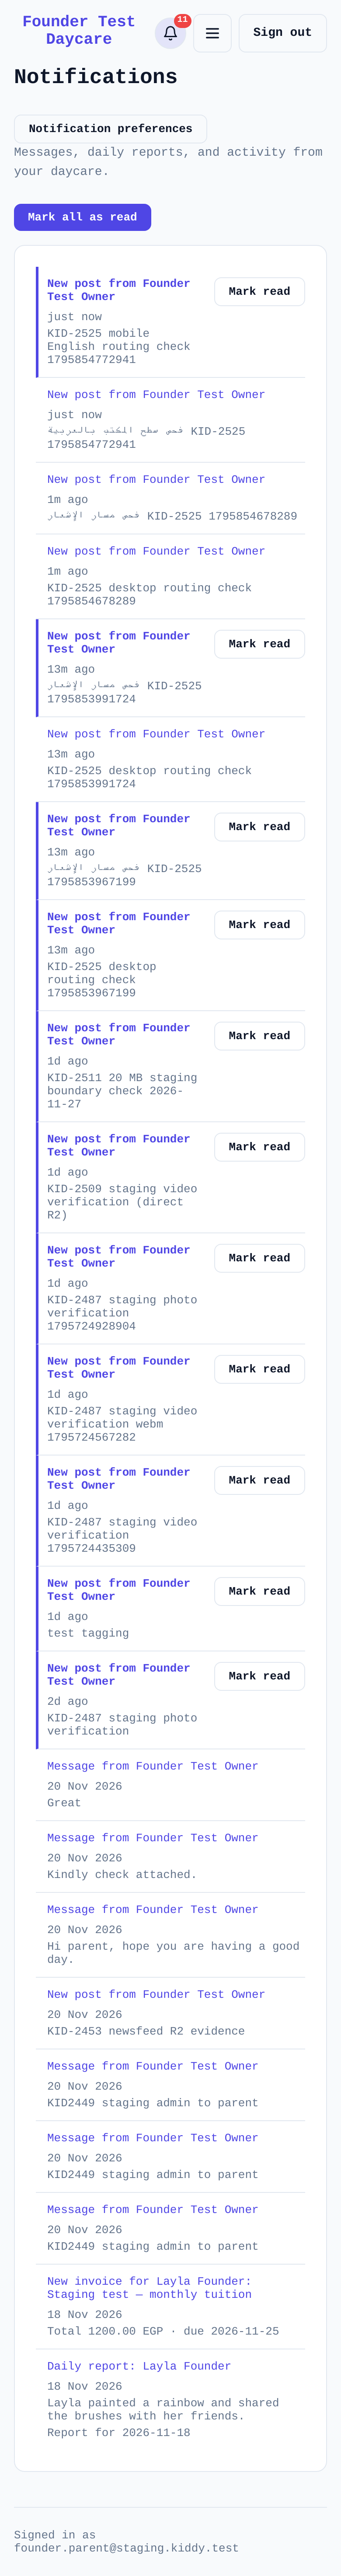 Founder Test
Daycare
11
Sign out
Notifications
Notification preferences
Messages, daily reports, and activity from
your daycare.
Mark all as read
New post from Founder
Test Owner
Mark read
just now
KID-2525 mobile
English routing check
1795854772941
New post from Founder Test Owner
just now
فحص سطح المكتب بالعربية KID-2525
1795854772941
New post from Founder Test Owner
1m ago
فحص مسار الإشعار KID-2525 1795854678289
New post from Founder Test Owner
1m ago
KID-2525 desktop routing check
1795854678289
New post from Founder
Test Owner
Mark read
13m ago
فحص مسار الإشعار KID-2525
1795853991724
New post from Founder Test Owner
13m ago
KID-2525 desktop routing check
1795853991724
New post from Founder
Test Owner
Mark read
13m ago
فحص مسار الإشعار KID-2525
1795853967199
New post from Founder
Test Owner
Mark read
13m ago
KID-2525 desktop
routing check
1795853967199
New post from Founder
Test Owner
Mark read
1d ago
KID-2511 20 MB staging
boundary check 2026-
11-27
New post from Founder
Test Owner
Mark read
1d ago
KID-2509 staging video
verification (direct
R2)
New post from Founder
Test Owner
Mark read
1d ago
KID-2487 staging photo
verification
1795724928904
New post from Founder
Test Owner
Mark read
1d ago
KID-2487 staging video
verification webm
1795724567282
New post from Founder
Test Owner
Mark read
1d ago
KID-2487 staging video
verification
1795724435309
New post from Founder
Test Owner
Mark read
1d ago
test tagging
New post from Founder
Test Owner
Mark read
2d ago
KID-2487 staging photo
verification
Message from Founder Test Owner
20 Nov 2026
Great
Message from Founder Test Owner
20 Nov 2026
Kindly check attached.
Message from Founder Test Owner
20 Nov 2026
Hi parent, hope you are having a good
day.
New post from Founder Test Owner
20 Nov 2026
KID-2453 newsfeed R2 evidence
Message from Founder Test Owner
20 Nov 2026
KID2449 staging admin to parent
Message from Founder Test Owner
20 Nov 2026
KID2449 staging admin to parent
Message from Founder Test Owner
20 Nov 2026
KID2449 staging admin to parent
New invoice for Layla Founder:
Staging test — monthly tuition
18 Nov 2026
Total 1200.00 EGP · due 2026-11-25
Daily report: Layla Founder
18 Nov 2026
Layla painted a rainbow and shared
the brushes with her friends.
Report for 2026-11-18
Signed in as
founder.parent@staging.kiddy.test